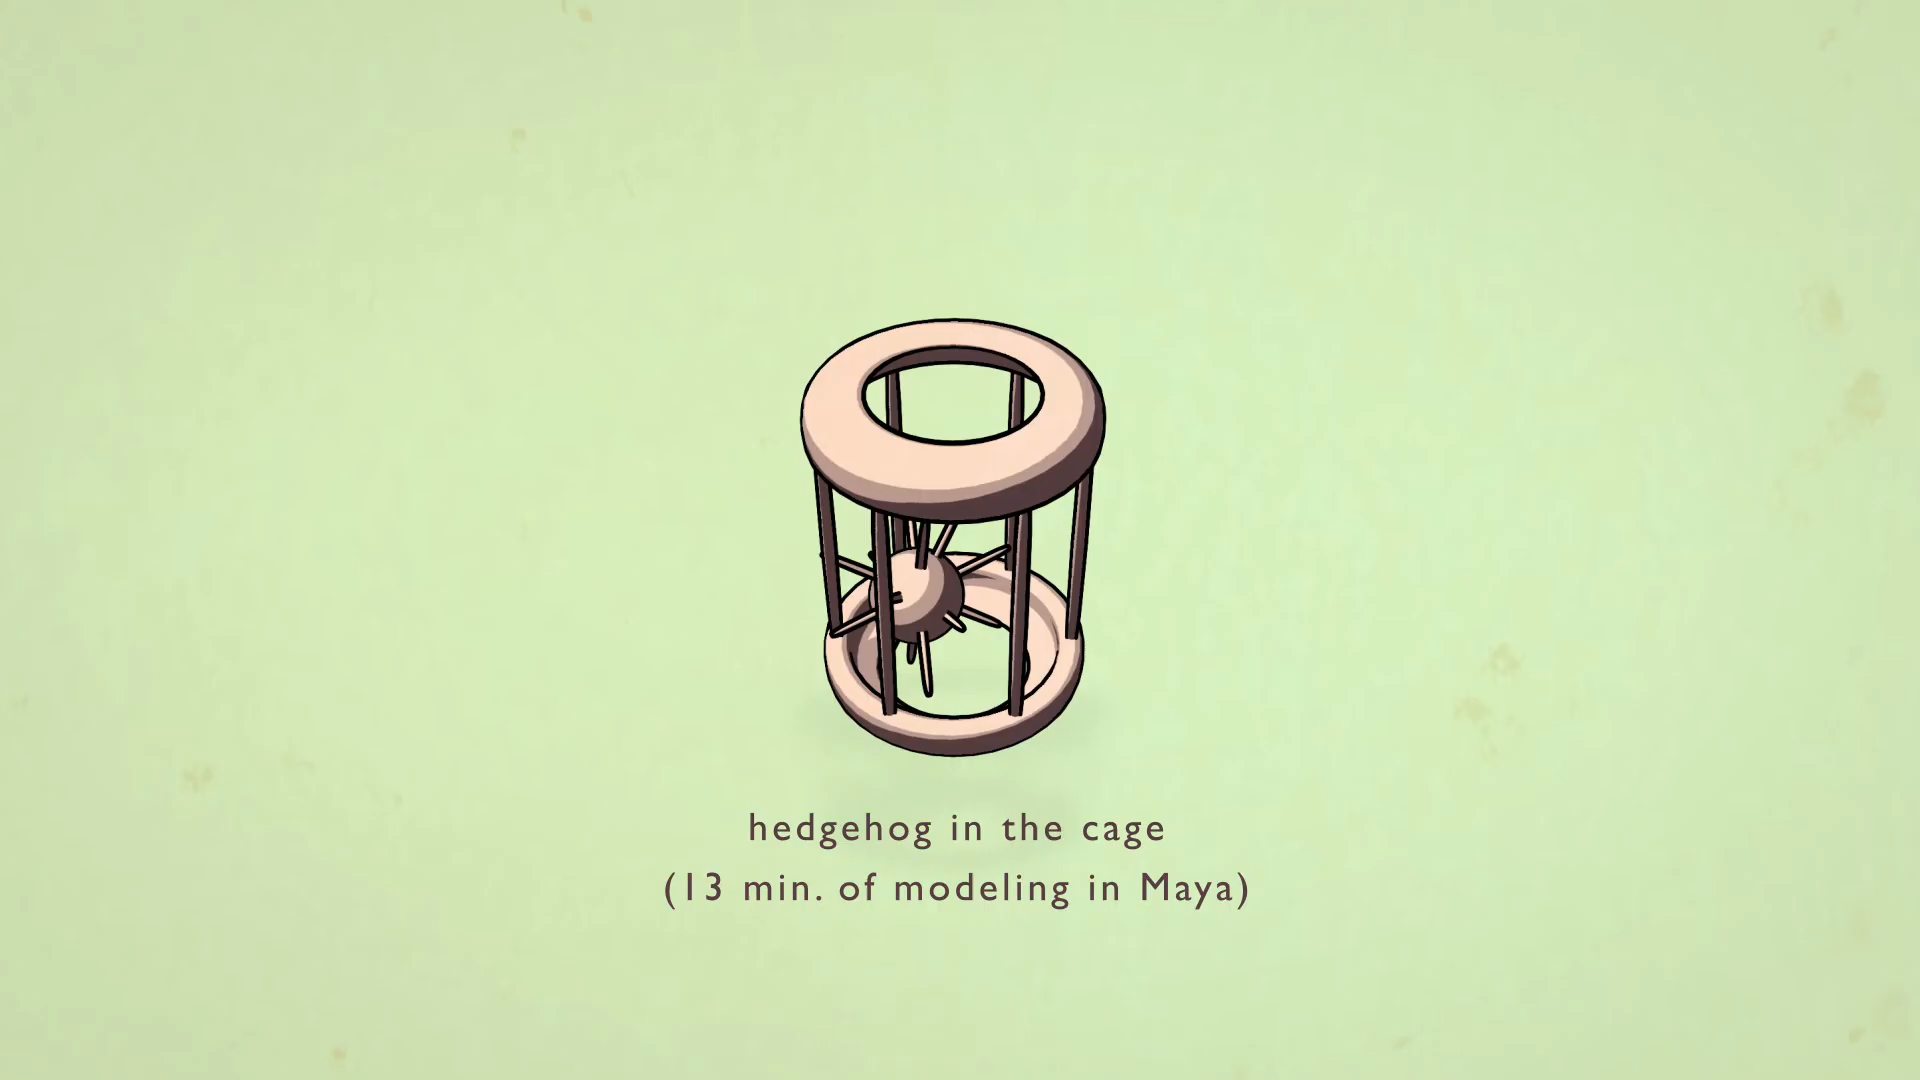 hedgehog in the cage
(13 min. of modeling in Maya)